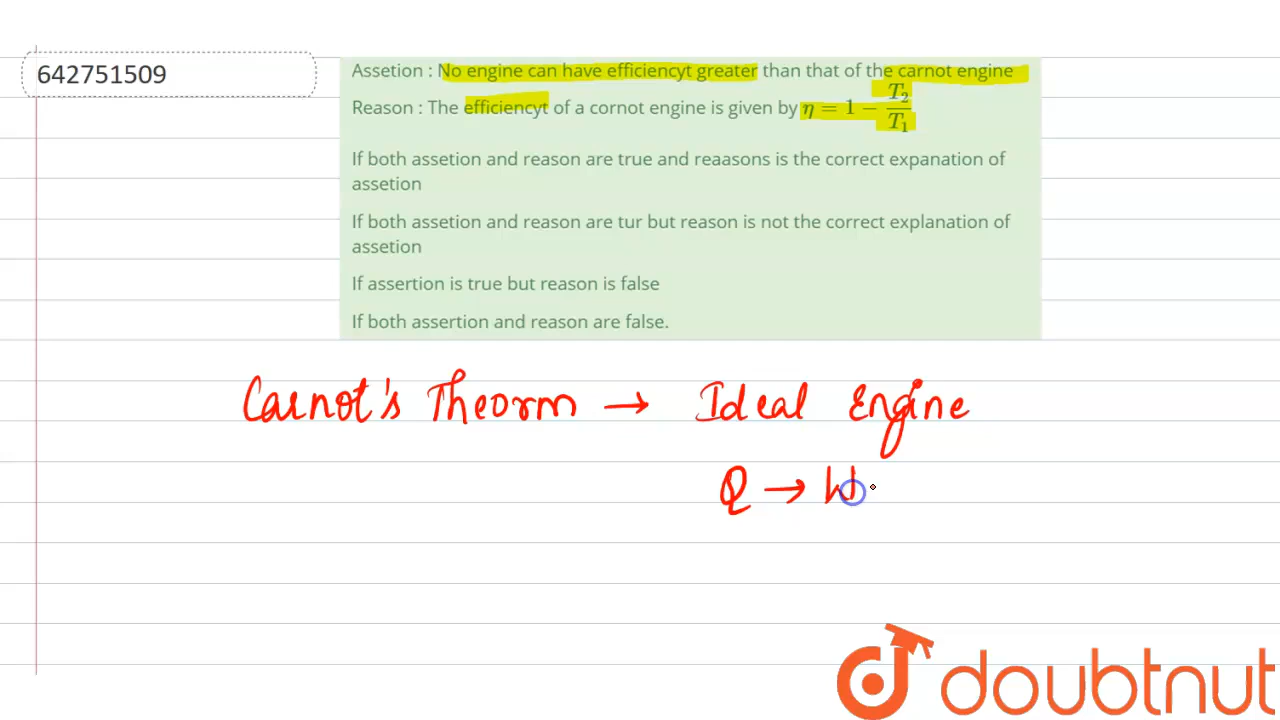 642751509
Assetion : No engine can have efficiencyt greater than that of the carnot engine
Reason : The efficiencyt of a cornot engine is given by η = 1 − T₂/T₁
If both assetion and reason are true and reaasons is the correct expanation of
assetion
If both assetion and reason are tur but reason is not the correct explanation of
assetion
If assertion is true but reason is false
If both assertion and reason are false.
Carnot's Theorm → Ideal Engine
Q → W
doubtnut